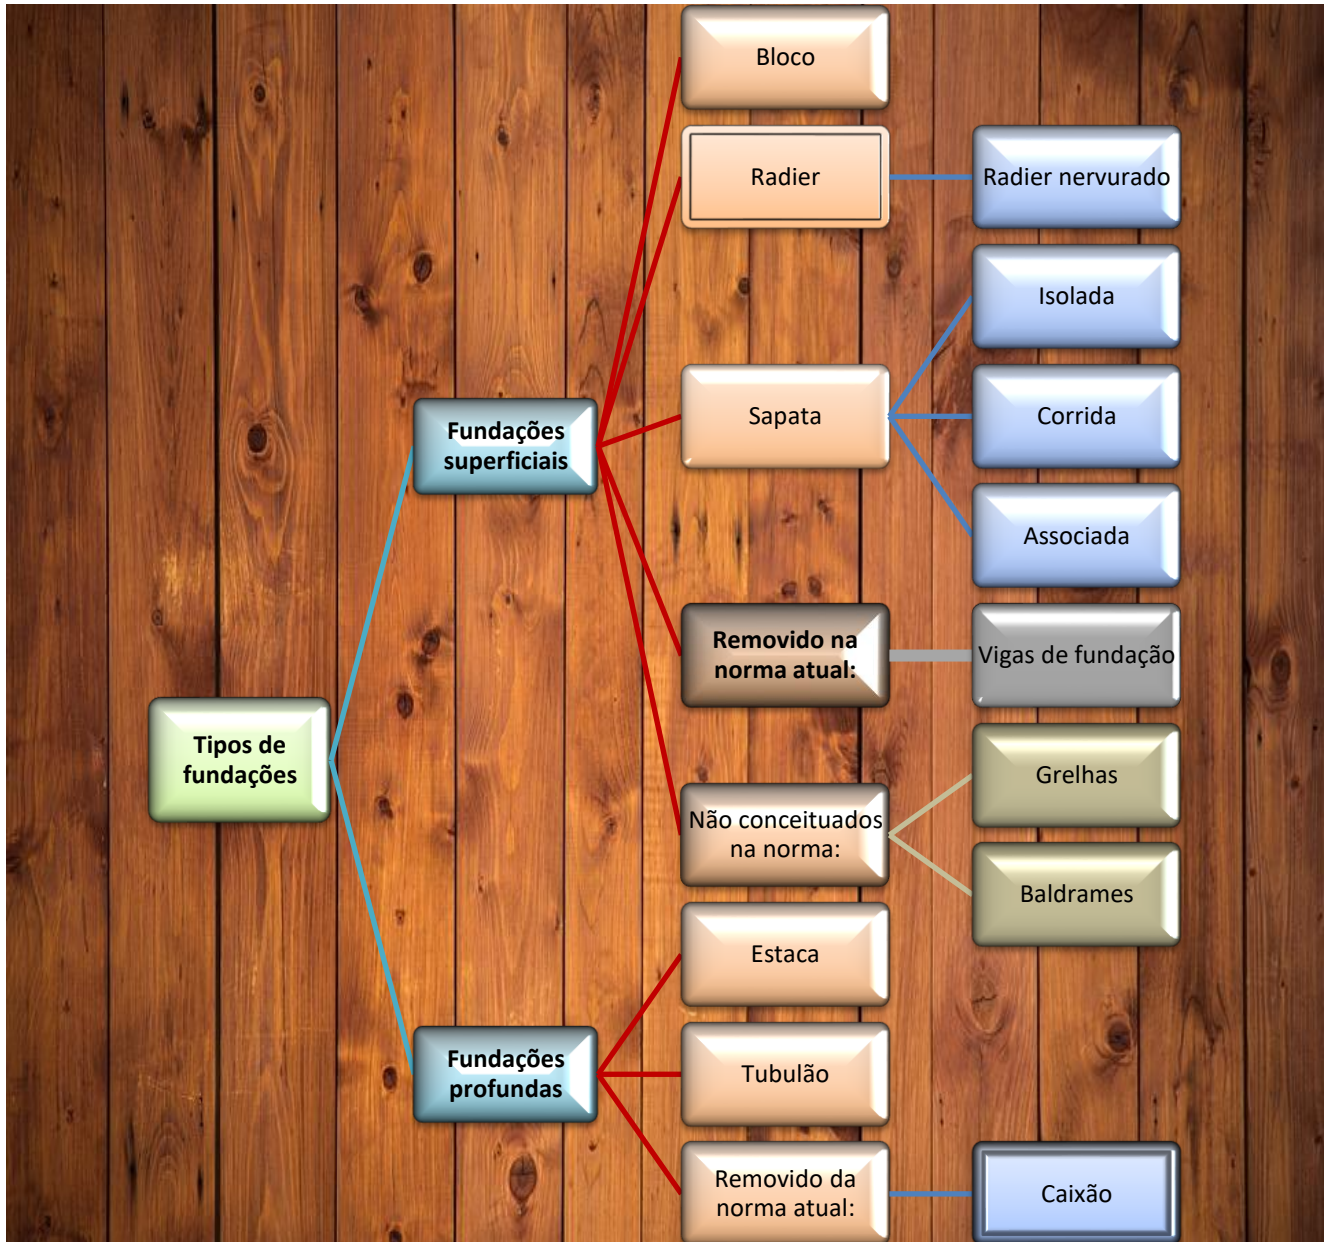 Bloco
Radier
Radier nervurado
Isolada
Sapata
Corrida
Associada
Fundações
superficiais
Removido na
norma atual:
Vigas de fundação
Tipos de
fundações
Grelhas
Não conceituados
na norma:
Baldrames
Estaca
Fundações
profundas
Tubulão
Removido da
norma atual:
Caixão